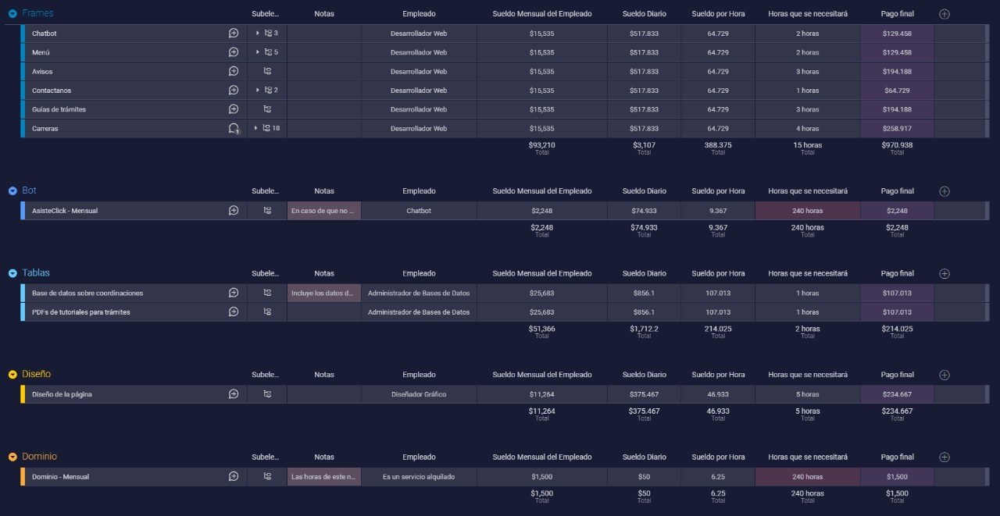 Frames Subele... Notas Empleado Sueldo Mensual del Empleado Sueldo Diario Sueldo por Hora Horas que se necesitará Pago final
Chatbot 3 Desarrollador Web $15,535 $517.833 64.729 2 horas $129.458
Menú 5 Desarrollador Web $15,535 $517.833 64.729 2 horas $129.458
Avisos Desarrollador Web $15,535 $517.833 64.729 3 horas $194.188
Contactanos 2 Desarrollador Web $15,535 $517.833 64.729 1 horas $64.729
Guías de trámites Desarrollador Web $15,535 $517.833 64.729 3 horas $194.188
Carreras 1 18 Desarrollador Web $15,535 $517.833 64.729 4 horas $258.917
$93,210 $3,107 388.375 15 horas $970.938
Total Total Total Total Total
Bot Subele... Notas Empleado Sueldo Mensual del Empleado Sueldo Diario Sueldo por Hora Horas que se necesitará Pago final
AsisteClick - Mensual En caso de que no ... Chatbot $2,248 $74.933 9.367 240 horas $2,248
$2,248 $74.933 9.367 240 horas $2,248
Total Total Total Total Total
Tablas Subele... Notas Empleado Sueldo Mensual del Empleado Sueldo Diario Sueldo por Hora Horas que se necesitará Pago final
Base de datos sobre coordinaciones Incluye los datos d... Administrador de Bases de Datos $25,683 $856.1 107.013 1 horas $107.013
PDFs de tutoriales para trámites Administrador de Bases de Datos $25,683 $856.1 107.013 1 horas $107.013
$51,366 $1,712.2 214.025 2 horas $214.025
Total Total Total Total Total
Diseño Subele... Notas Empleado Sueldo Mensual del Empleado Sueldo Diario Sueldo por Hora Horas que se necesitará Pago final
Diseño de la página Diseñador Gráfico $11,264 $375.467 46.933 5 horas $234.667
$11,264 $375.467 46.933 5 horas $234.667
Total Total Total Total Total
Dominio Subele... Notas Empleado Sueldo Mensual del Empleado Sueldo Diario Sueldo por Hora Horas que se necesitará Pago final
Dominio - Mensual Las horas de este n... Es un servicio alquilado $1,500 $50 6.25 240 horas $1,500
$1,500 $50 6.25 240 horas $1,500
Total Total Total Total Total